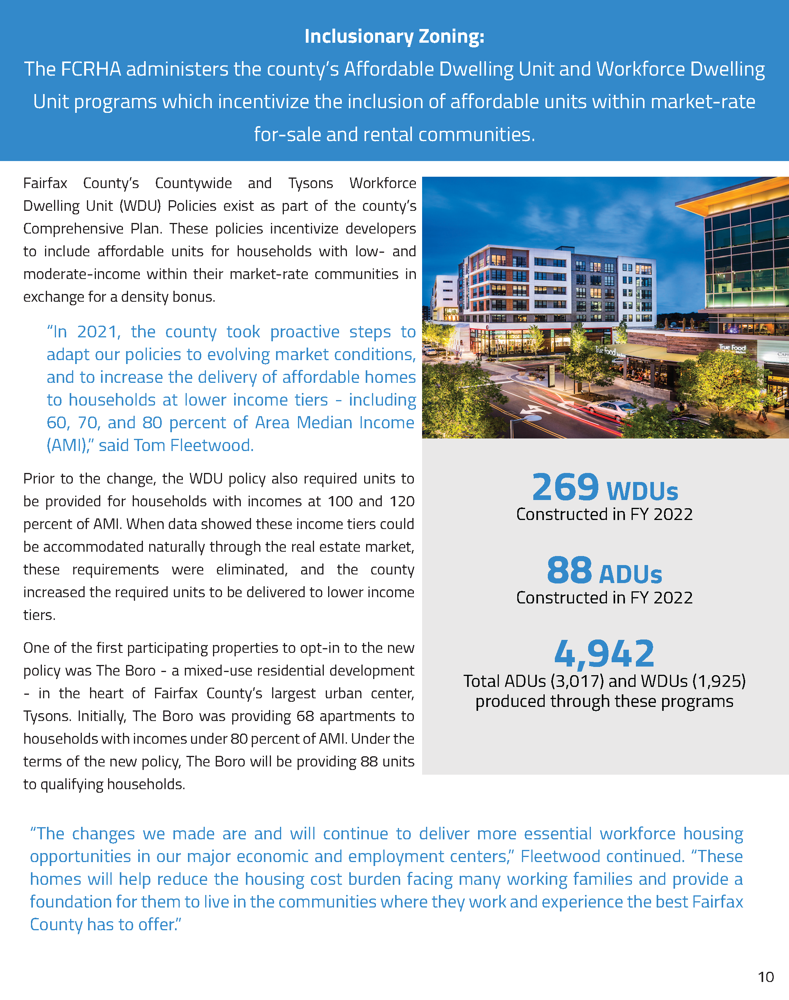 Inclusionary Zoning:
The FCRHA administers the county’s Affordable Dwelling Unit and Workforce Dwelling
Unit programs which incentivize the inclusion of affordable units within market-rate
for-sale and rental communities.
Fairfax County’s Countywide and Tysons Workforce
Dwelling Unit (WDU) Policies exist as part of the county’s
Comprehensive Plan. These policies incentivize developers
to include affordable units for households with low- and
moderate-income within their market-rate communities in
exchange for a density bonus.
“In 2021, the county took proactive steps to
adapt our policies to evolving market conditions,
and to increase the delivery of affordable homes
to households at lower income tiers - including
60, 70, and 80 percent of Area Median Income
(AMI),” said Tom Fleetwood.
Prior to the change, the WDU policy also required units to
be provided for households with incomes at 100 and 120
percent of AMI. When data showed these income tiers could
be accommodated naturally through the real estate market,
these requirements were eliminated, and the county
increased the required units to be delivered to lower income
tiers.
One of the first participating properties to opt-in to the new
policy was The Boro - a mixed-use residential development
- in the heart of Fairfax County’s largest urban center,
Tysons. Initially, The Boro was providing 68 apartments to
households with incomes under 80 percent of AMI. Under the
terms of the new policy, The Boro will be providing 88 units
to qualifying households.
True Food
kitchen
True Food
kitchen
269 WDUs
Constructed in FY 2022
88 ADUs
Constructed in FY 2022
4,942
Total ADUs (3,017) and WDUs (1,925)
produced through these programs
“The changes we made are and will continue to deliver more essential workforce housing
opportunities in our major economic and employment centers,” Fleetwood continued. “These
homes will help reduce the housing cost burden facing many working families and provide a
foundation for them to live in the communities where they work and experience the best Fairfax
County has to offer.”
10